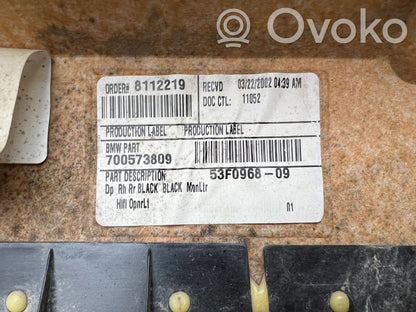 Ovoko
ORDER# 8112219
RECVD 03/22/2002 04:39 AM
DOC CTL: 11052
PRODUCTION LABEL PRODUCTION LABEL
BMW PART
700573809
PART DESCRIPTION 53F0968-09
Dp Rh Rr BLACK BLACK MonLtr
Hifi OpnrLt
01